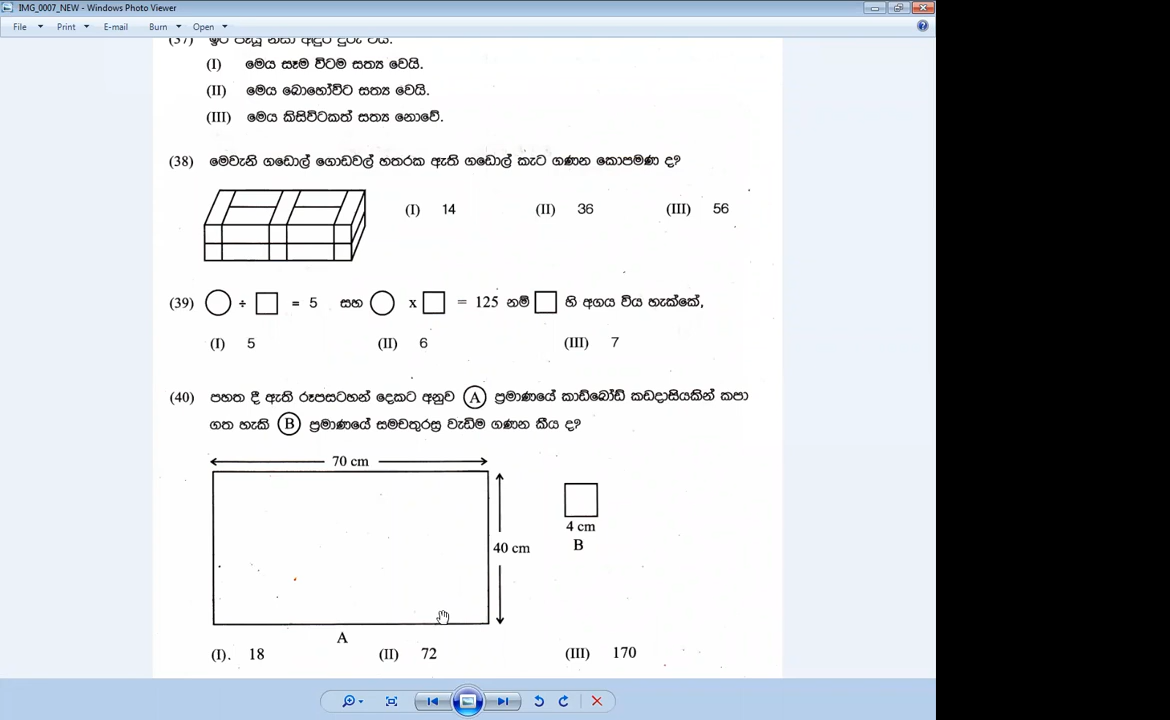 IMG_0007_NEW - Windows Photo Viewer
File Print E-mail Burn Open
(37) ඉර පෑයූ නිසා අඳුර දුරු විය.
(I) මෙය සෑම විටම සත්‍ය වෙයි.
(II) මෙය බොහෝවිට සත්‍ය වෙයි.
(III) මෙය කිසිවිටකත් සත්‍ය නොවේ.
(38) මෙවැනි ගඩොල් ගොඩවල් හතරක ඇති ගඩොල් කැට ගණන කොපමණ ද?
(I) 14 (II) 36 (III) 56
(39) ÷ = 5 සහ x = 125 නම් හි අගය විය හැක්කේ,
(I) 5 (II) 6 (III) 7
(40) පහත දී ඇති රූපසටහන් දෙකට අනුව A ප්‍රමාණයේ කාඩ්බෝඩ් කඩදාසියකින් කපා
ගත හැකි B ප්‍රමාණයේ සමචතුරස්‍ර වැඩිම ගණන කීය ද?
70 cm
40 cm
4 cm
B
A
(I). 18 (II) 72 (III) 170